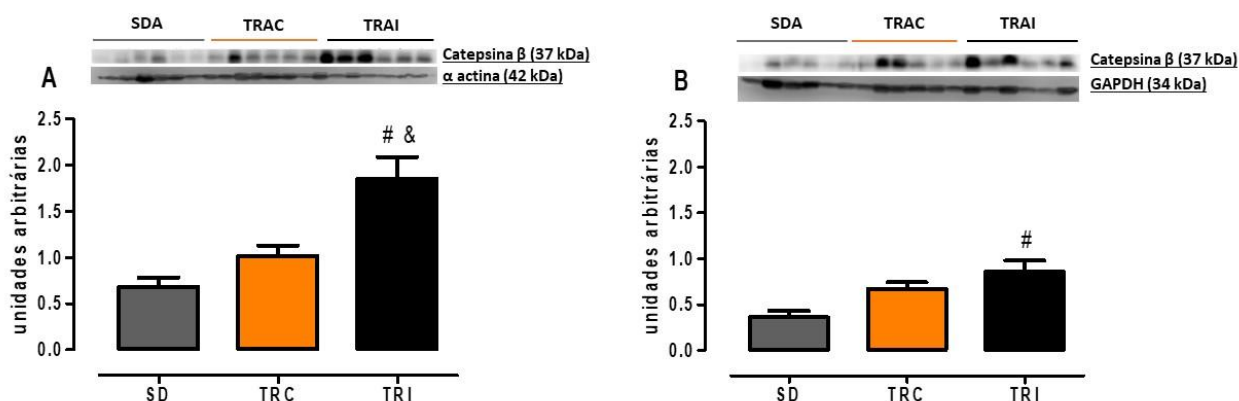 SDA TRAC TRAI
Catepsina β (37 kDa)
α actina (42 kDa)
A
# &
unidades arbitrárias
2.5
2.0
1.5
1.0
0.5
0.0
SD TRC TRI
SDA TRAC TRAI
Catepsina β (37 kDa)
GAPDH (34 kDa)
B
#
unidades arbitrárias
2.5
2.0
1.5
1.0
0.5
0.0
SD TRC TRI